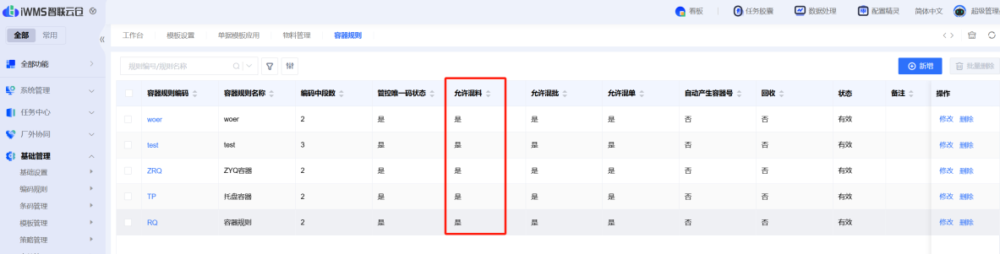 iWMS智联云仓
看板 任务胶囊 数据处理 配置精灵 简体中文 超级管理
全部 常用
工作台 模板设置 单据模板应用 物料管理 容器规则
全部功能
规则编号/规则名称
新增 批量删除
系统管理
任务中心
厂外协同
基础管理
基础设置
编码规则
条码管理
模板管理
策略管理
容器规则编码 容器规则名称 编码中段数 管控唯一码状态 允许混料 允许混批 允许混单 自动产生容器号 回收 状态 备注 操作
woer woer 2 是 是 是 是 否 否 有效 修改 删除
test test 3 是 是 是 是 否 否 有效 修改 删除
ZRQ ZYQ容器 2 是 是 是 是 否 否 有效 修改 删除
TP 托盘容器 2 是 是 是 是 否 否 有效 修改 删除
RQ 容器规则 2 是 是 是 是 否 否 有效 修改 删除